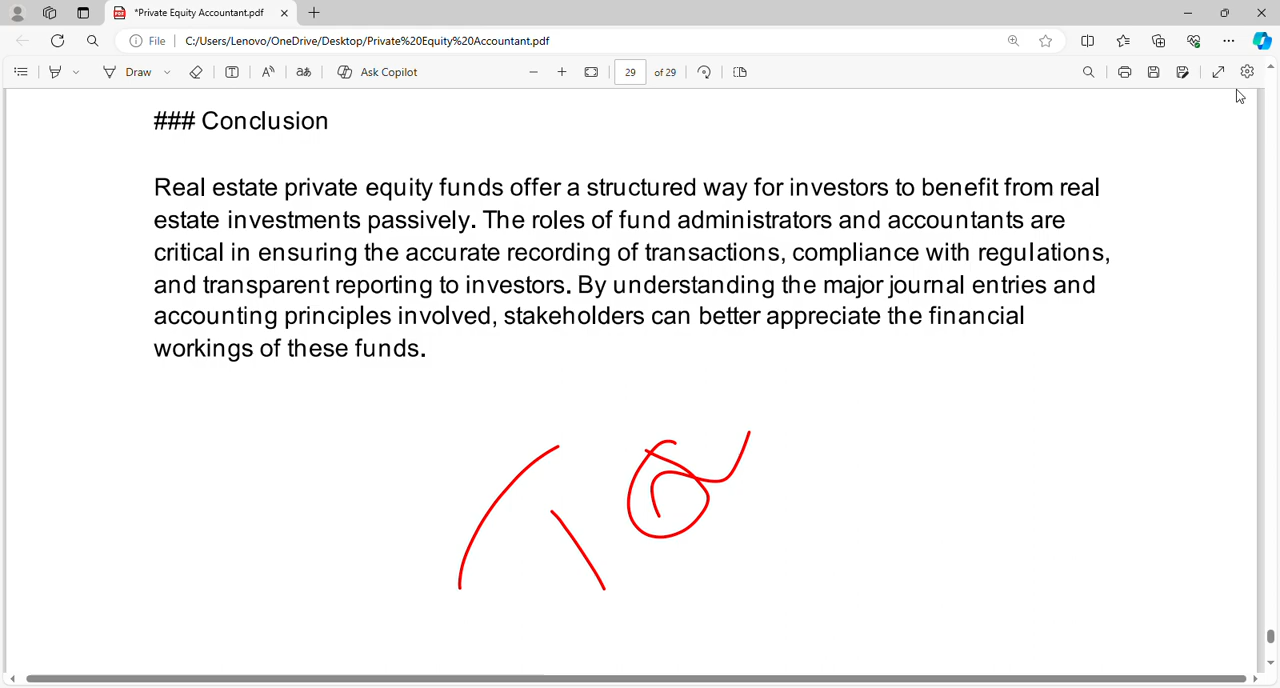 *Private Equity Accountant.pdf
File C:/Users/Lenovo/OneDrive/Desktop/Private%20Equity%20Accountant.pdf
Draw aあ Ask Copilot 29 of 29
### Conclusion
Real estate private equity funds offer a structured way for investors to benefit from real
estate investments passively. The roles of fund administrators and accountants are
critical in ensuring the accurate recording of transactions, compliance with regulations,
and transparent reporting to investors. By understanding the major journal entries and
accounting principles involved, stakeholders can better appreciate the financial
workings of these funds.